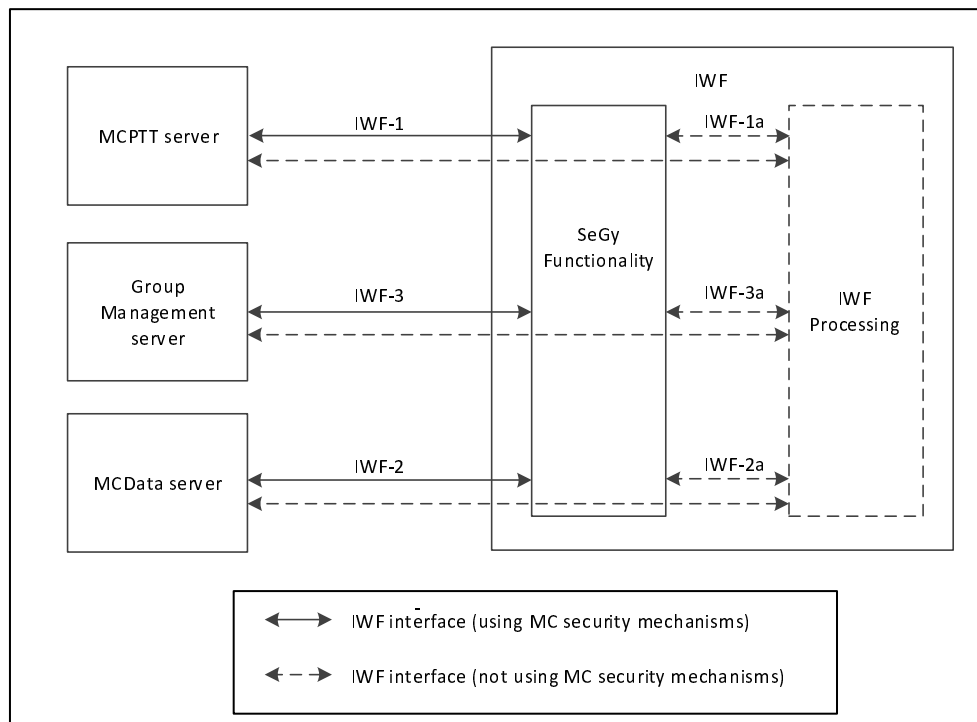 IWF
MCPTT server
IWF-1
IWF-1a
SeGy
Functionality
Group
Management
server
IWF-3
IWF-3a
IWF
Processing
MCData server
IWF-2
IWF-2a
IWF interface (using MC security mechanisms)
IWF interface (not using MC security mechanisms)